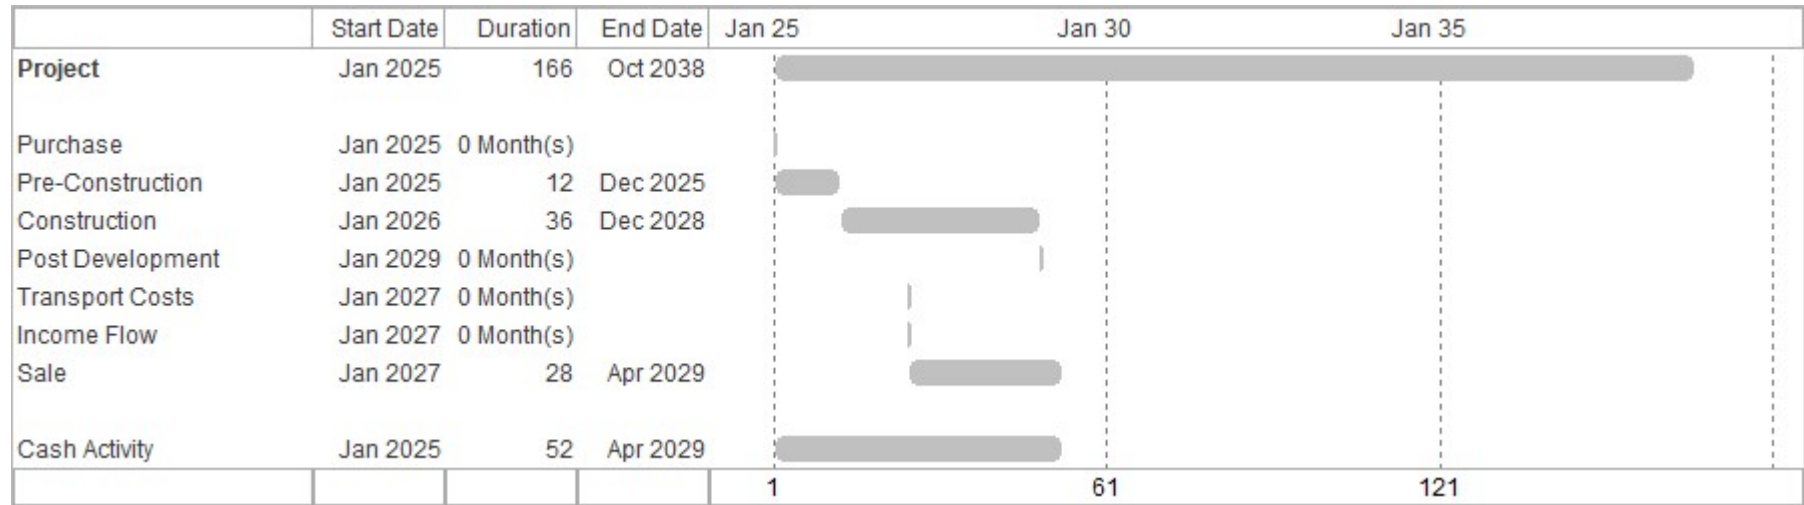 Start Date Duration End Date Jan 25 Jan 30 Jan 35
Project Jan 2025 166 Oct 2038
Purchase Jan 2025 0 Month(s)
Pre-Construction Jan 2025 12 Dec 2025
Construction Jan 2026 36 Dec 2028
Post Development Jan 2029 0 Month(s)
Transport Costs Jan 2027 0 Month(s)
Income Flow Jan 2027 0 Month(s)
Sale Jan 2027 28 Apr 2029
Cash Activity Jan 2025 52 Apr 2029
1 61 121